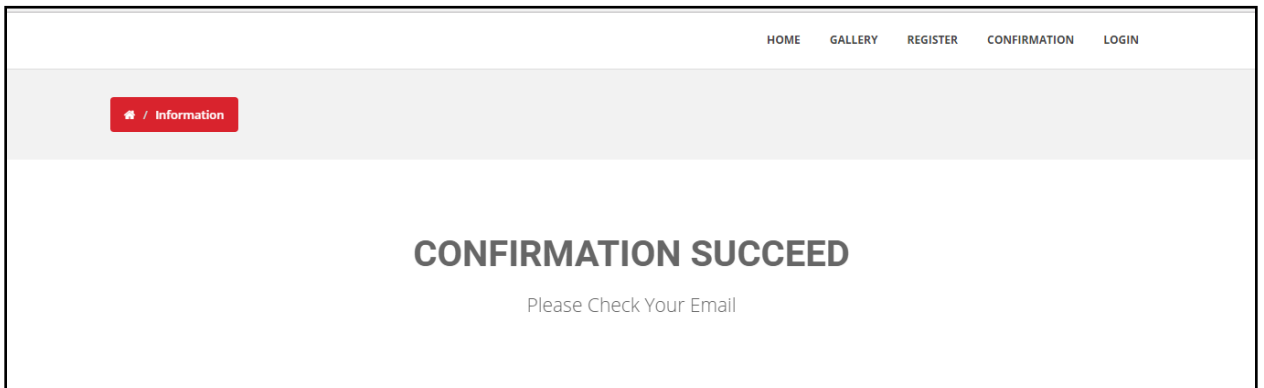 HOME GALLERY REGISTER CONFIRMATION LOGIN
/ Information
CONFIRMATION SUCCEED
Please Check Your Email